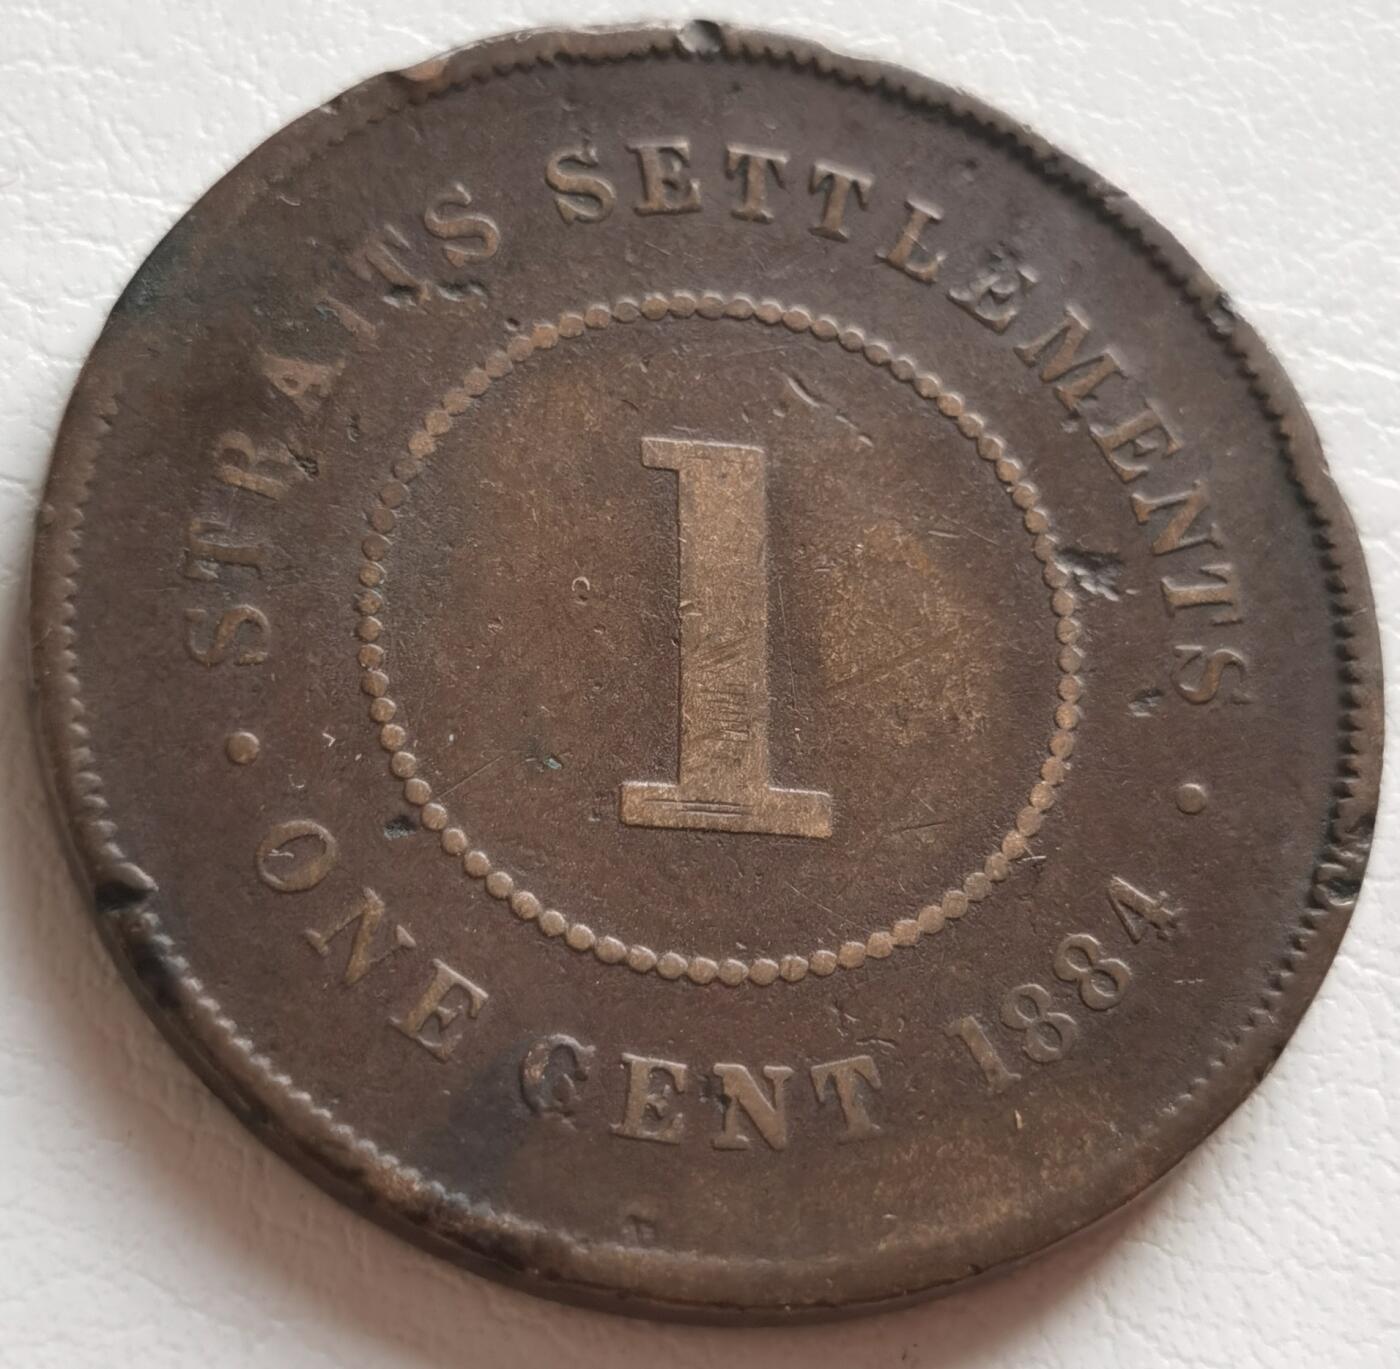 STRAITS SETTLEMENTS
1
· ONE CENT 1884 ·